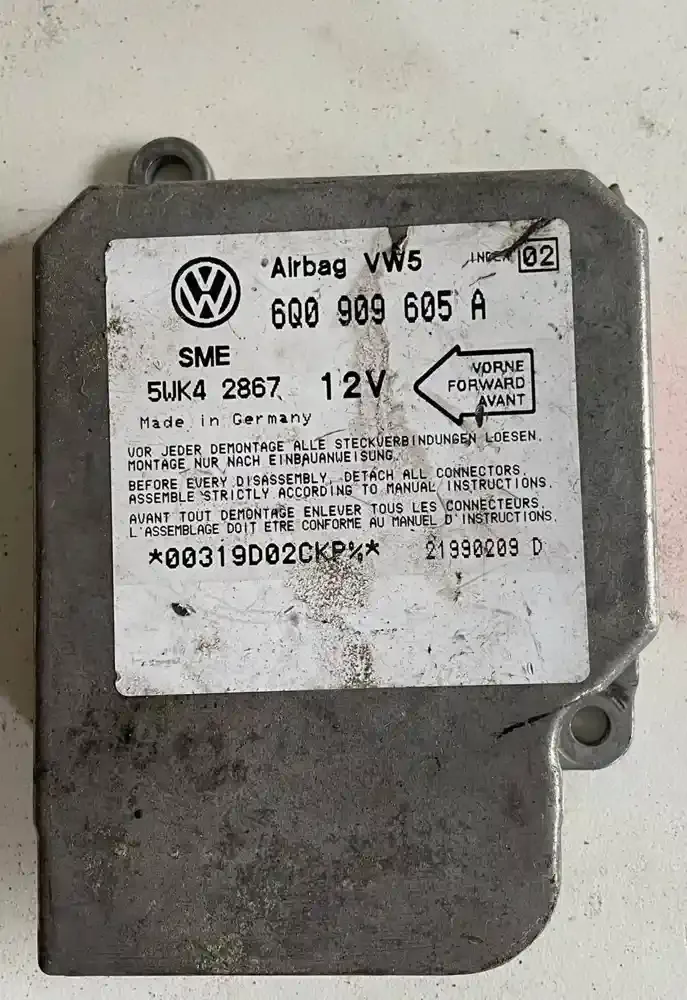 Airbag VW5 INDEX 02
6Q0 909 605 A
SME
5WK4 2867 12V
VORNE
FORWARD
AVANT
Made in Germany
VOR JEDER DEMONTAGE ALLE STECKVERBINDUNGEN LOESEN.
MONTAGE NUR NACH EINBAUANWEISUNG.
BEFORE EVERY DISASSEMBLY, DETACH ALL CONNECTORS.
ASSEMBLE STRICTLY ACCORDING TO MANUAL INSTRUCTIONS.
AVANT TOUT DEMONTAGE ENLEVER TOUS LES CONNECTEURS.
L'ASSEMBLAGE DOIT ETRE CONFORME AU MANUEL D'INSTRUCTIONS.
*00319D02CKP%* 21990209 D